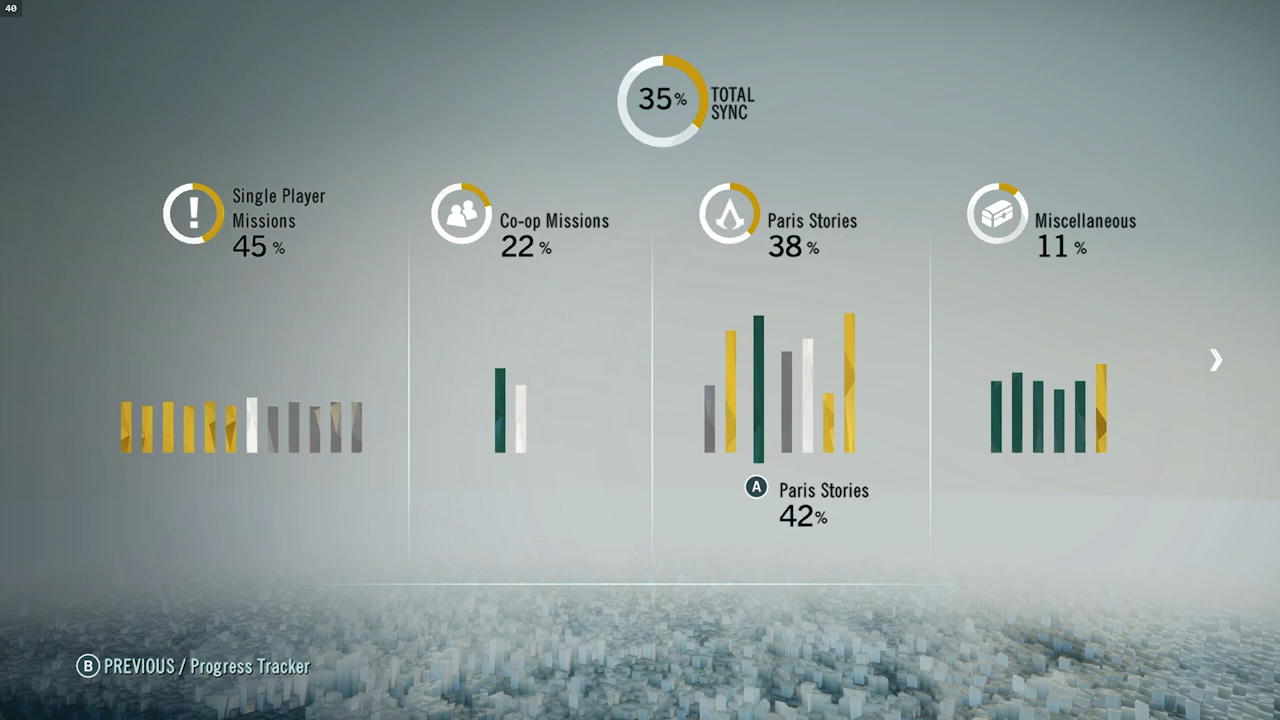 40
35%
TOTAL
SYNC
Single Player
Missions
45 %
Co-op Missions
22 %
Paris Stories
38 %
Miscellaneous
11 %
A Paris Stories
42%
B PREVIOUS / Progress Tracker